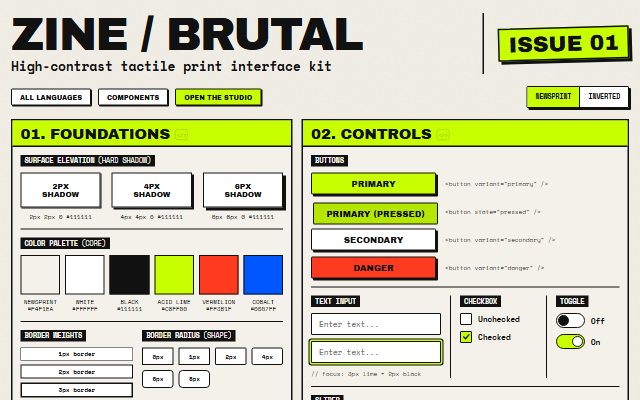 ZINE / BRUTAL
High-contrast tactile print interface kit
ISSUE 01
ALL LANGUAGES
COMPONENTS
OPEN THE STUDIO
NEWSPRINT
INVERTED
01. FOUNDATIONS
SURFACE ELEVATION (HARD SHADOW)
2PX
SHADOW
4PX
SHADOW
6PX
SHADOW
2px 2px 0 #111111
4px 4px 0 #111111
6px 6px 0 #111111
COLOR PALETTE (CORE)
NEWSPRINT
#F4F1EA
WHITE
#FFFFFF
BLACK
#111111
ACID LIME
#C8FF00
VERMILION
#FF3B1F
COBALT
#0057FF
BORDER WEIGHTS
1px border
2px border
3px border
BORDER RADIUS (SHAPE)
0px
1px
2px
4px
6px
8px
02. CONTROLS
BUTTONS
PRIMARY
<button variant="primary" />
PRIMARY (PRESSED)
<button state="pressed" />
SECONDARY
<button variant="secondary" />
DANGER
<button variant="danger" />
TEXT INPUT
Enter text...
Enter text...
// focus: 3px lime + 2px black
CHECKBOX
Unchecked
Checked
TOGGLE
Off
On